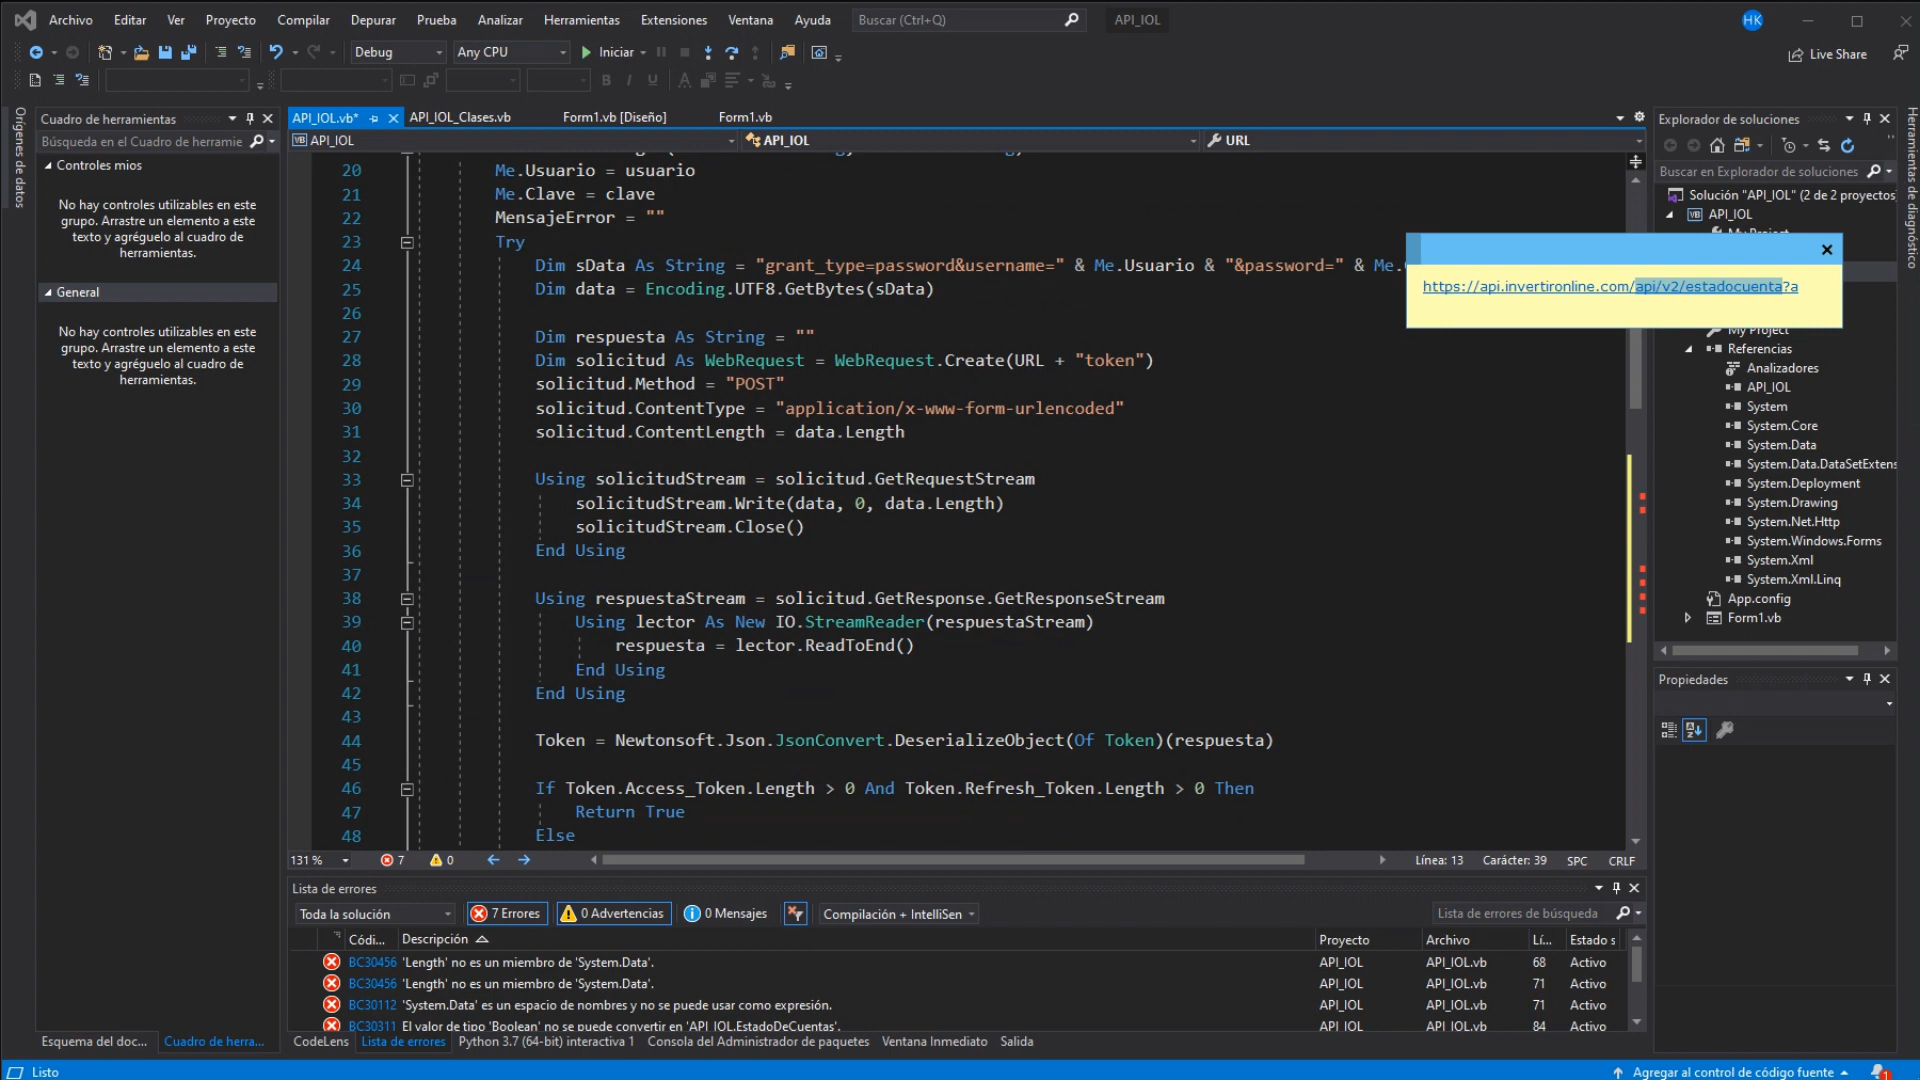 Archivo Editar Ver Proyecto Compilar Depurar Prueba Analizar Herramientas Extensiones Ventana Ayuda Buscar (Ctrl+Q) API_IOL HK
Debug Any CPU Iniciar Live Share
Orígenes de datos
Cuadro de herramientas
Búsqueda en el Cuadro de herramie
Controles mios
No hay controles utilizables en este
grupo. Arrastre un elemento a este
texto y agréguelo al cuadro de
herramientas.
General
No hay controles utilizables en este
grupo. Arrastre un elemento a este
texto y agréguelo al cuadro de
herramientas.
Esquema del doc... Cuadro de herra...
API_IOL.vb* API_IOL_Clases.vb Form1.vb [Diseño] Form1.vb
API_IOL API_IOL URL
20 Me.Usuario = usuario
21 Me.Clave = clave
22 MensajeError = ""
23 Try
24 Dim sData As String = "grant_type=password&username=" & Me.Usuario & "&password=" & Me.
25 Dim data = Encoding.UTF8.GetBytes(sData)
26
27 Dim respuesta As String = ""
28 Dim solicitud As WebRequest = WebRequest.Create(URL + "token")
29 solicitud.Method = "POST"
30 solicitud.ContentType = "application/x-www-form-urlencoded"
31 solicitud.ContentLength = data.Length
32
33 Using solicitudStream = solicitud.GetRequestStream
34 solicitudStream.Write(data, 0, data.Length)
35 solicitudStream.Close()
36 End Using
37
38 Using respuestaStream = solicitud.GetResponse.GetResponseStream
39 Using lector As New IO.StreamReader(respuestaStream)
40 respuesta = lector.ReadToEnd()
41 End Using
42 End Using
43
44 Token = Newtonsoft.Json.JsonConvert.DeserializeObject(Of Token)(respuesta)
45
46 If Token.Access_Token.Length > 0 And Token.Refresh_Token.Length > 0 Then
47 Return True
48 Else
131 % 7 0 Línea: 13 Carácter: 39 SPC CRLF
https://api.invertironline.com/api/v2/estadocuenta?a
Lista de errores
Toda la solución 7 Errores 0 Advertencias 0 Mensajes Compilación + IntelliSen Lista de errores de búsqueda
Códi... Descripción Proyecto Archivo Lí... Estado s
BC30456 'Length' no es un miembro de 'System.Data'. API_IOL API_IOL.vb 68 Activo
BC30456 'Length' no es un miembro de 'System.Data'. API_IOL API_IOL.vb 71 Activo
BC30112 'System.Data' es un espacio de nombres y no se puede usar como expresión. API_IOL API_IOL.vb 71 Activo
BC30311 El valor de tipo 'Boolean' no se puede convertir en 'API_IOL.EstadoDeCuentas'. API_IOL API_IOL.vb 84 Activo
CodeLens Lista de errores Python 3.7 (64-bit) interactiva 1 Consola del Administrador de paquetes Ventana Inmediato Salida
Explorador de soluciones
Buscar en Explorador de soluciones
Solución "API_IOL" (2 de 2 proyectos
API_IOL
My Project
My Project
Referencias
Analizadores
API_IOL
System
System.Core
System.Data
System.Data.DataSetExtens
System.Deployment
System.Drawing
System.Net.Http
System.Windows.Forms
System.Xml
System.Xml.Linq
App.config
Form1.vb
Propiedades
Herramientas de diagnóstico
Listo Agregar al control de código fuente 1